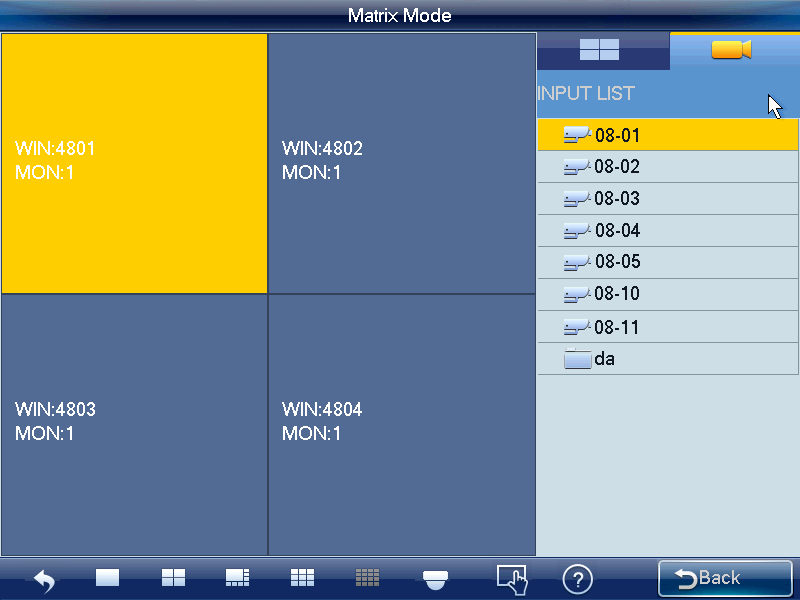 Matrix Mode
WIN:4801
MON:1
WIN:4802
MON:1
WIN:4803
MON:1
WIN:4804
MON:1
INPUT LIST
08-01
08-02
08-03
08-04
08-05
08-10
08-11
da
?
Back